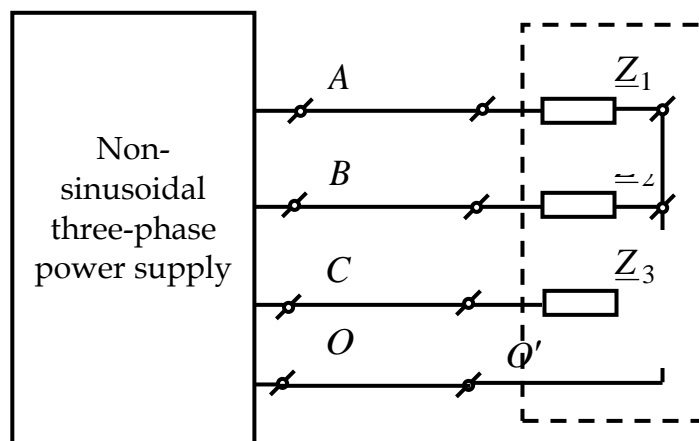 Non-
sinusoidal
three-phase
power supply
A
Z1
B
C
Z3
O
O'